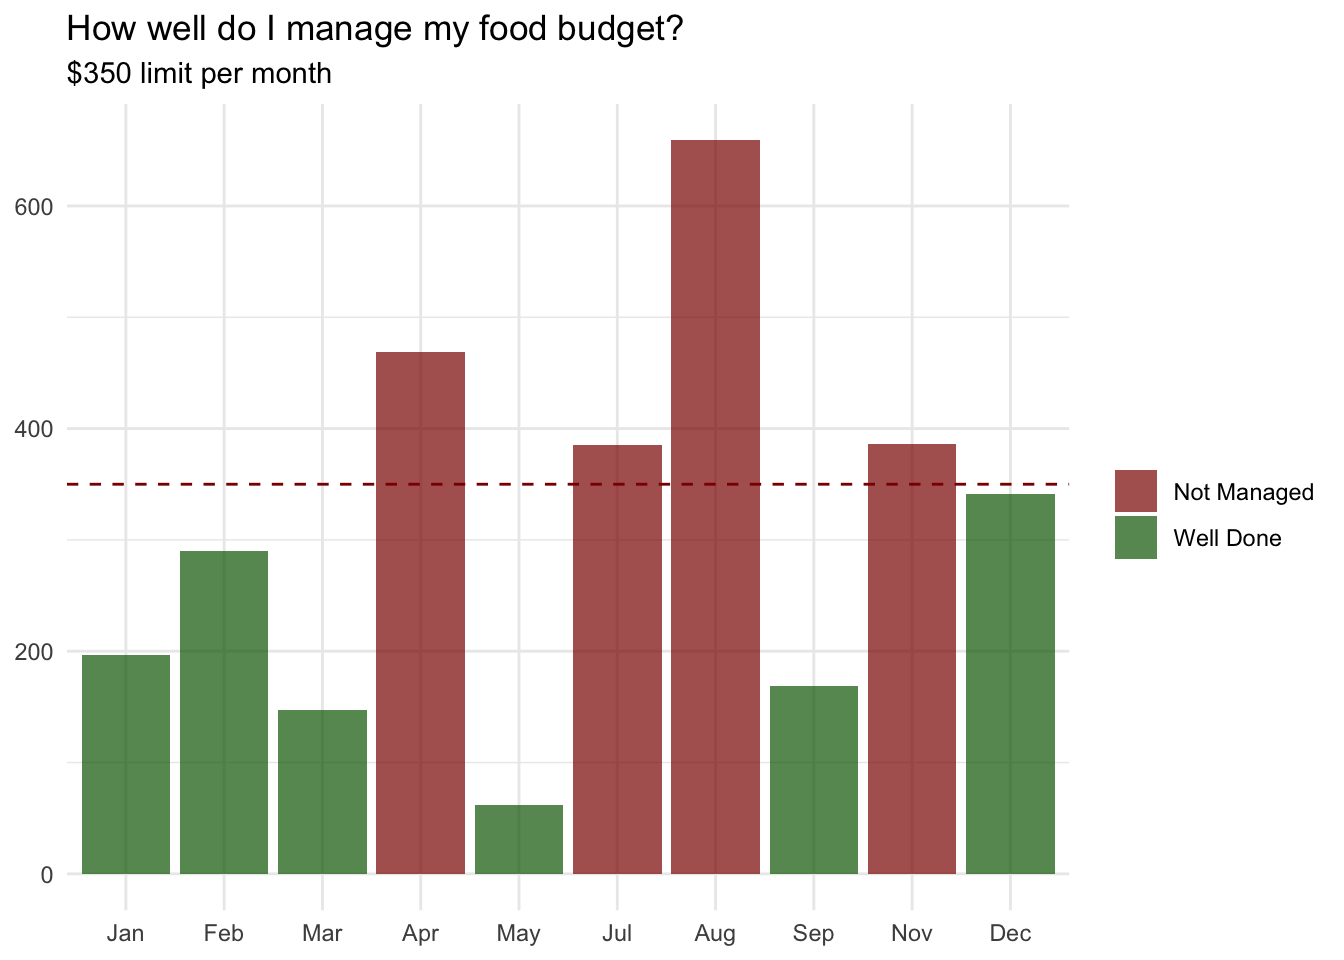 How well do I manage my food budget?
$350 limit per month
600
400
200
0
Jan Feb Mar Apr May Jul Aug Sep Nov Dec
Not Managed
Well Done